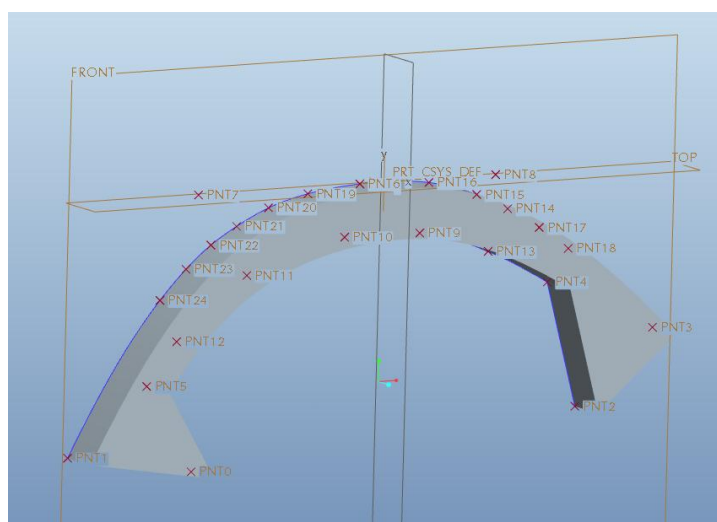 FRONT
y
PRT_CSYS_DEF
PNT8
TOP
PNT7
PNT19
PNT6
x
PNT16
PNT15
PNT20
PNT14
PNT21
PNT17
PNT22
PNT10
PNT9
PNT18
PNT23
PNT11
PNT13
PNT24
PNT4
PNT12
PNT3
PNT5
PNT2
PNT1
PNT0